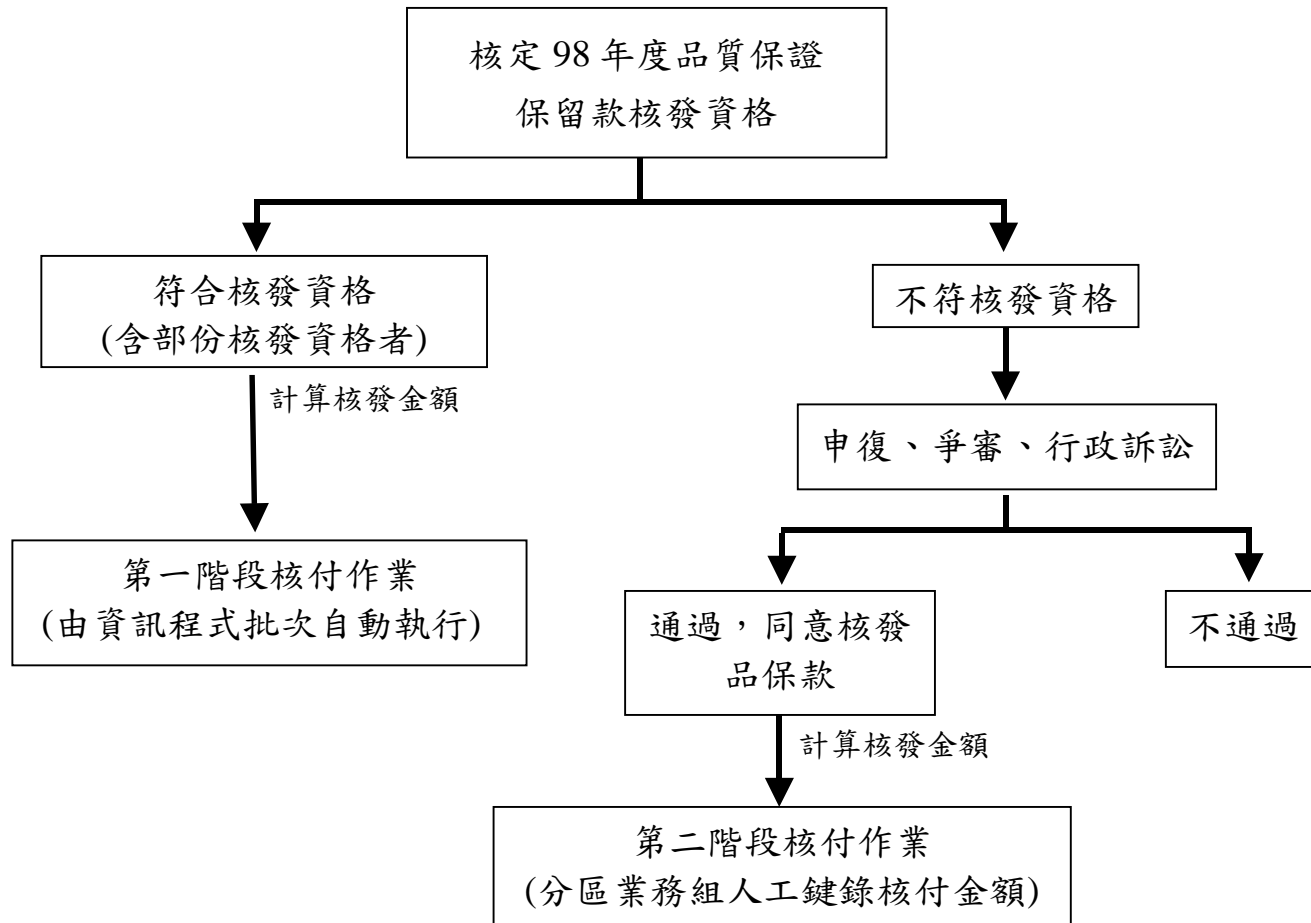 核定 98 年度品質保證
保留款核發資格
符合核發資格
(含部份核發資格者)
不符核發資格
計算核發金額
申復、爭審、行政訴訟
第一階段核付作業
(由資訊程式批次自動執行)
通過，同意核發
品保款
不通過
計算核發金額
第二階段核付作業
(分區業務組人工鍵錄核付金額)